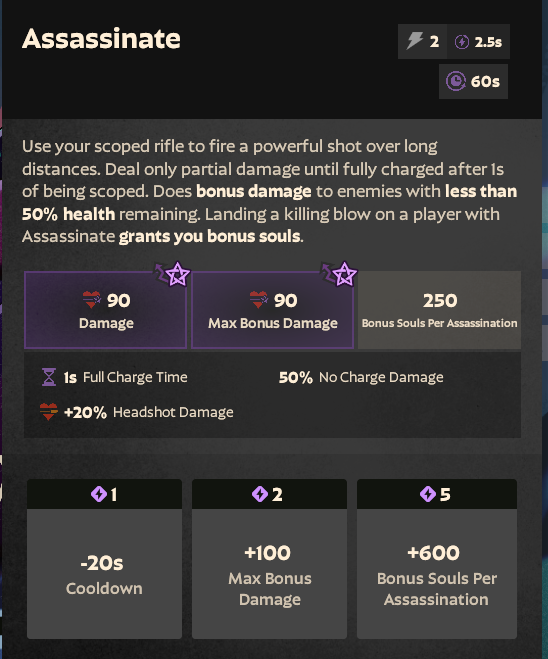 Assassinate
2
2.5s
60s
Use your scoped rifle to fire a powerful shot over long
distances. Deal only partial damage until fully charged after 1s
of being scoped. Does bonus damage to enemies with less than
50% health remaining. Landing a killing blow on a player with
Assassinate grants you bonus souls.
90
Damage
90
Max Bonus Damage
250
Bonus Souls Per Assassination
1s Full Charge Time
50% No Charge Damage
+20% Headshot Damage
1
-20s
Cooldown
2
+100
Max Bonus
Damage
5
+600
Bonus Souls Per
Assassination